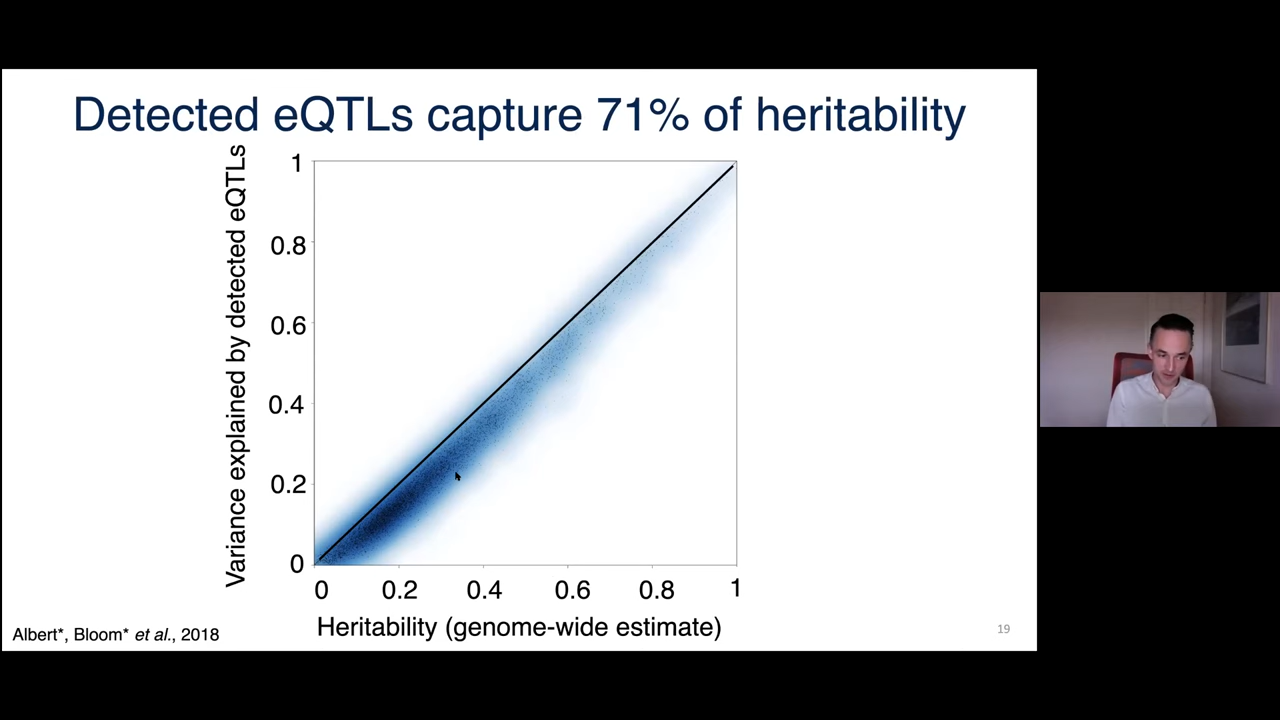 Detected eQTLs capture 71% of heritability
Variance explained by detected eQTLs
1
0.8
0.6
0.4
0.2
0
0 0.2 0.4 0.6 0.8 1
Heritability (genome-wide estimate)
Albert*, Bloom* et al., 2018
19